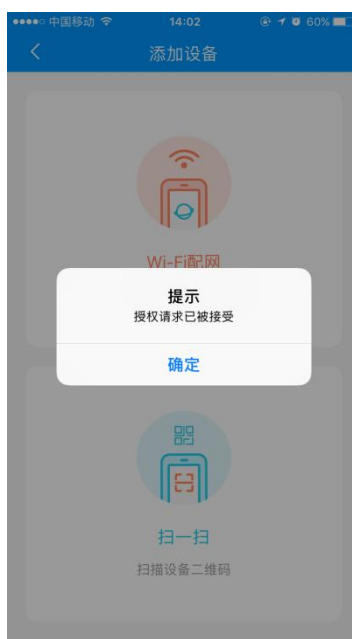 中国移动 14:02 60%
添加设备
Wi-Fi配网
提示
授权请求已被接受
确定
扫一扫
扫描设备二维码